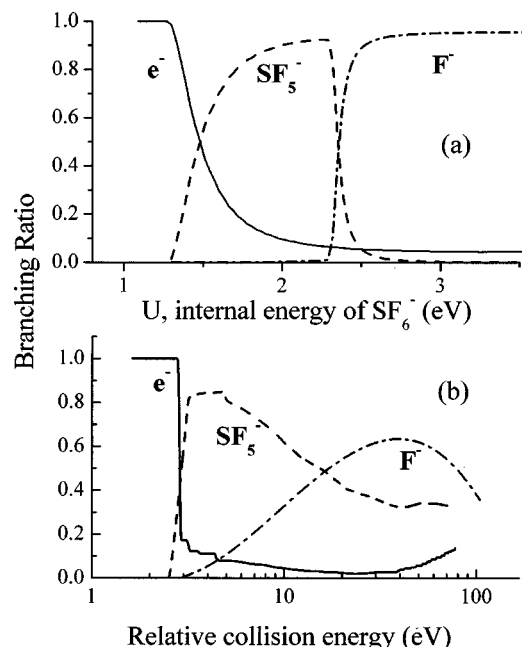 1.0
0.8
0.6
0.4
0.2
0.0
e⁻
SF₅⁻
F⁻
(a)
1 2 3
U, internal energy of SF₆⁻ (eV)
Branching Ratio
1.0
0.8
0.6
0.4
0.2
0.0
e⁻
SF₅⁻
F⁻
(b)
1 10 100
Relative collision energy (eV)